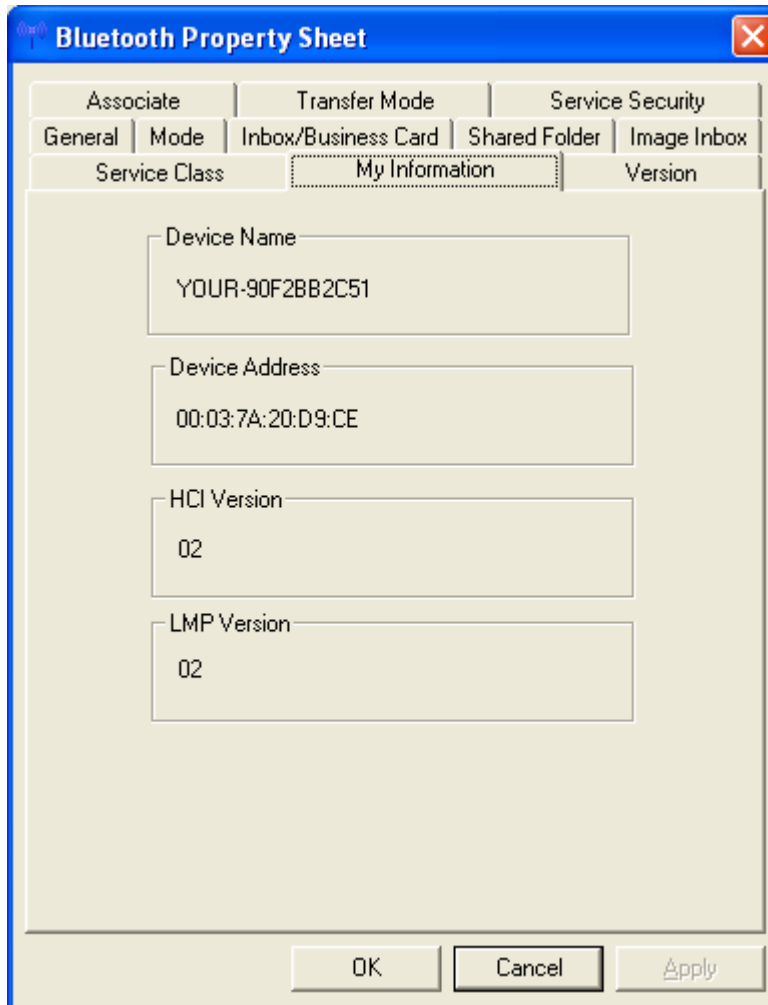 Bluetooth Property Sheet
Associate Transfer Mode Service Security
General Mode Inbox/Business Card Shared Folder Image Inbox
Service Class My Information Version
Device Name
YOUR-90F2BB2C51
Device Address
00:03:7A:20:D9:CE
HCI Version
02
LMP Version
02
OK Cancel Apply